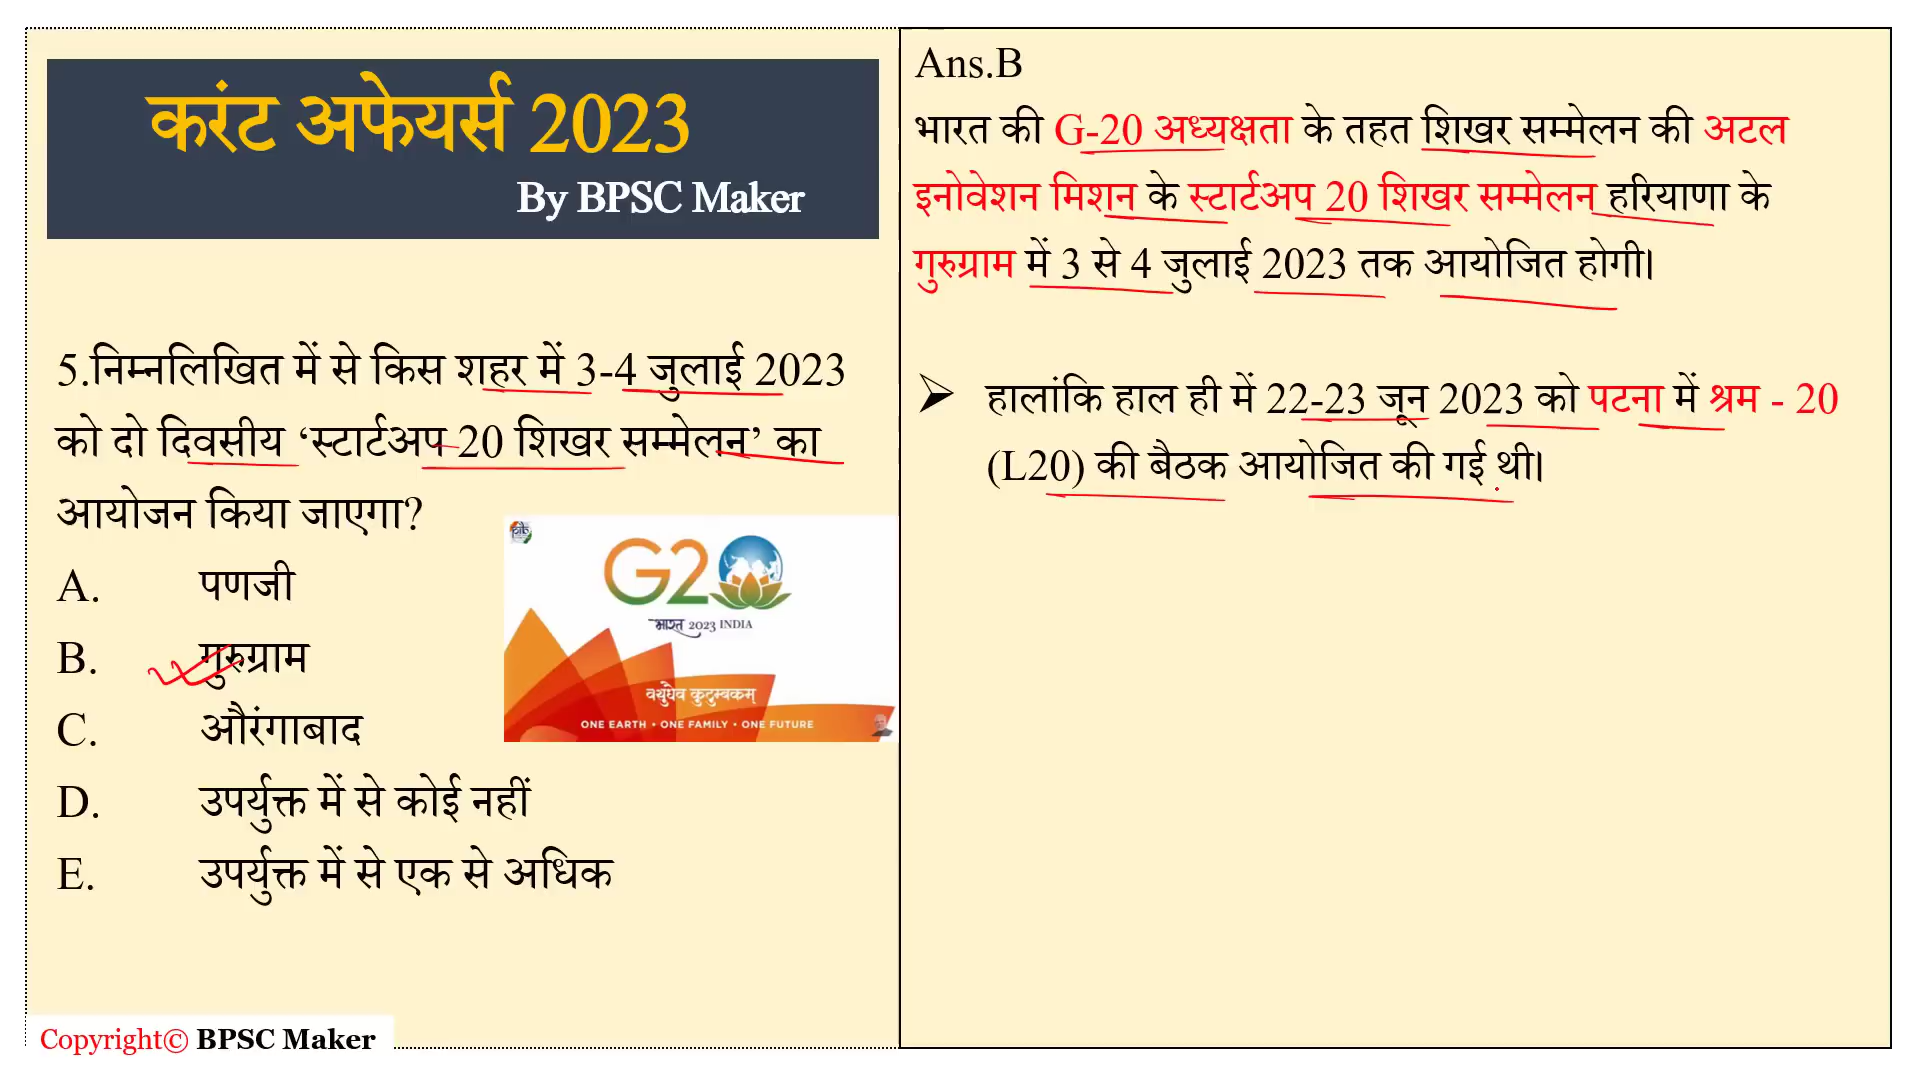 करंट अफेयर्स 2023
By BPSC Maker
5.निम्नलिखित में से किस शहर में 3-4 जुलाई 2023
को दो दिवसीय ‘स्टार्टअप 20 शिखर सम्मेलन’ का
आयोजन किया जाएगा?
A. पणजी
B. गुरुग्राम
C. औरंगाबाद
D. उपर्युक्त में से कोई नहीं
E. उपर्युक्त में से एक से अधिक
G20
भारत 2023 INDIA
वसुधैव कुटुम्बकम्
ONE EARTH • ONE FAMILY • ONE FUTURE
Copyright© BPSC Maker
Ans.B
भारत की G-20 अध्यक्षता के तहत शिखर सम्मेलन की अटल
इनोवेशन मिशन के स्टार्टअप 20 शिखर सम्मेलन हरियाणा के
गुरुग्राम में 3 से 4 जुलाई 2023 तक आयोजित होगी।
➤ हालांकि हाल ही में 22-23 जून 2023 को पटना में श्रम - 20
(L20) की बैठक आयोजित की गई थी।